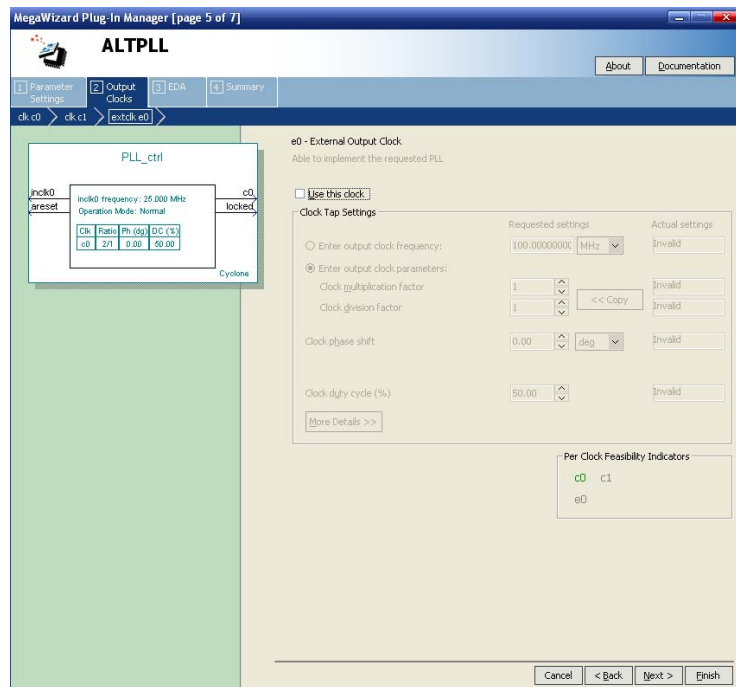 MegaWizard Plug-In Manager [page 5 of 7]
ALTPLL
About
Documentation
1 Parameter Settings
2 Output Clocks
3 EDA
4 Summary
clk c0
clk c1
extclk e0
PLL_ctrl
inclk0
areset
c0
locked
inclk0 frequency: 25.000 MHz
Operation Mode: Normal
Clk Ratio Ph (dg) DC (%)
c0 2/1 0.00 50.00
Cyclone
e0 - External Output Clock
Able to implement the requested PLL
Use this clock
Clock Tap Settings
Requested settings
Actual settings
Enter output clock frequency:
100.0000000 MHz
Invalid
Enter output clock parameters:
Clock multiplication factor
1
Invalid
<< Copy
Clock division factor
1
Invalid
Clock phase shift
0.00
deg
Invalid
Clock duty cycle (%)
50.00
Invalid
More Details >>
Per Clock Feasibility Indicators
c0 c1
e0
Cancel
< Back
Next >
Finish